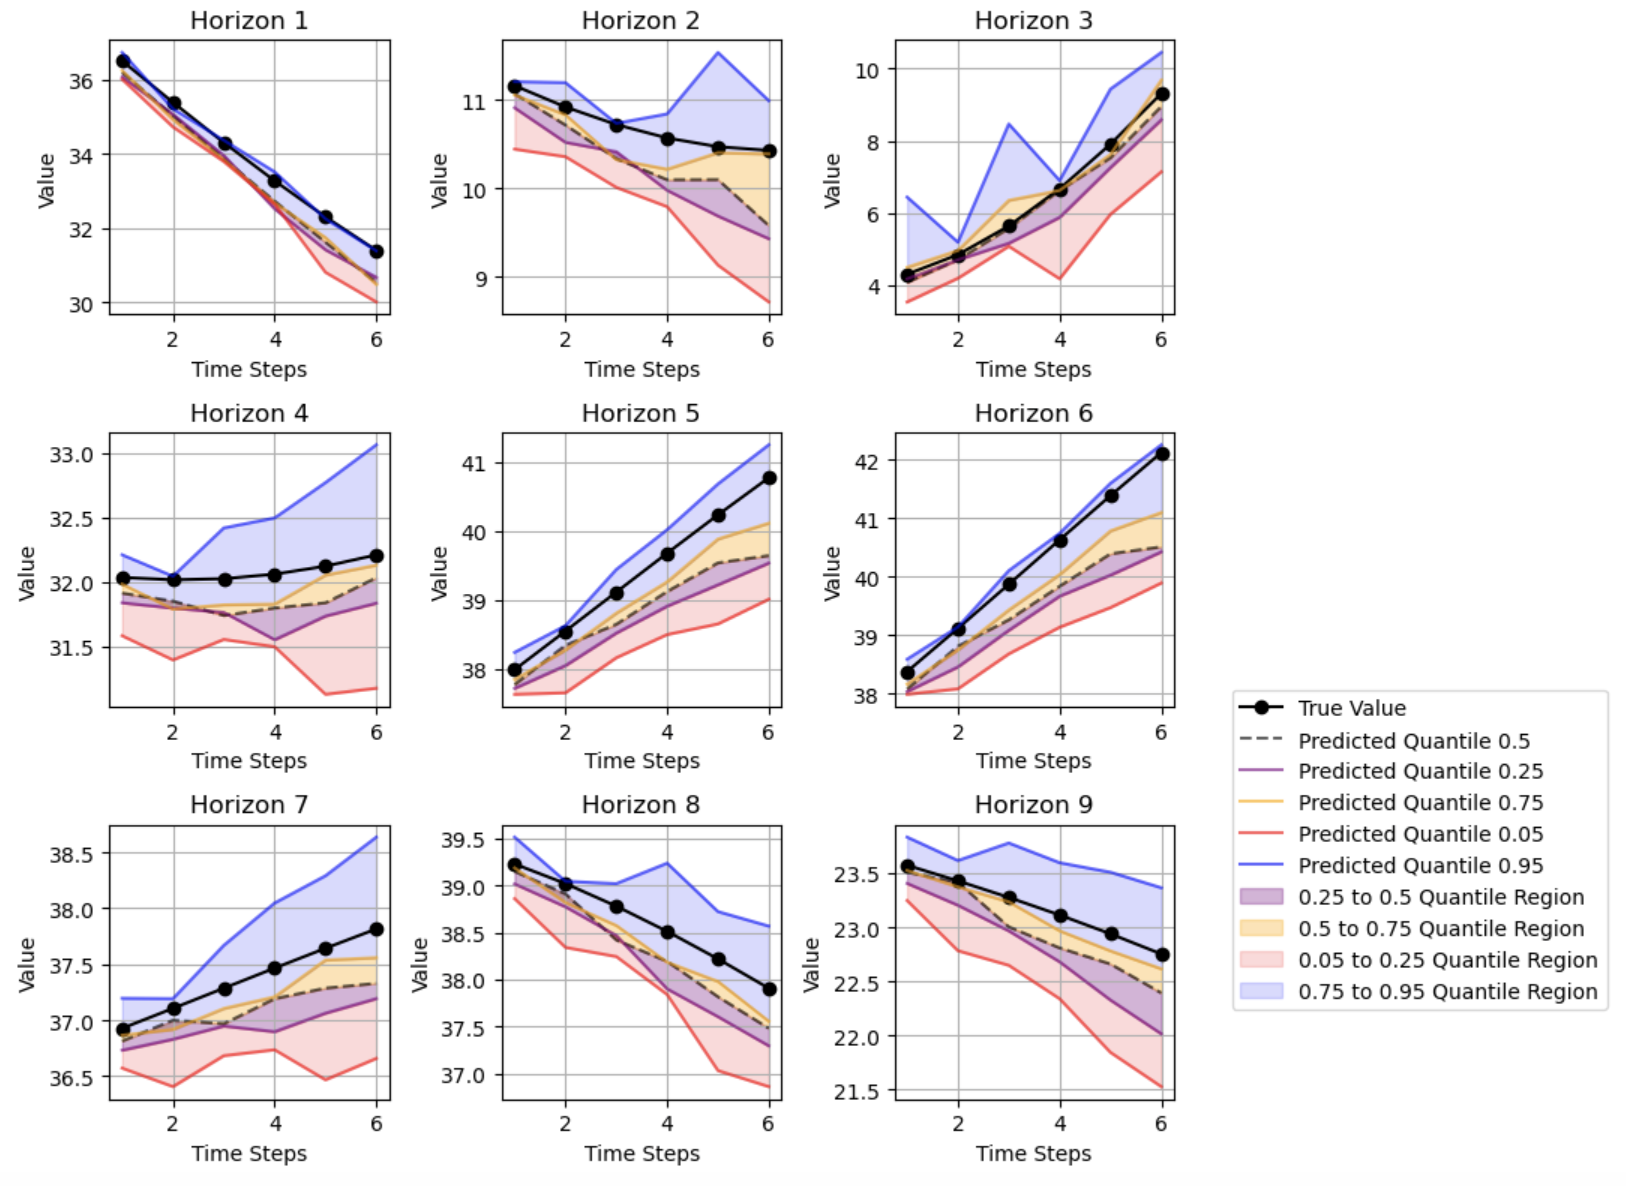 Horizon 1
Horizon 2
Horizon 3
36
34
32
30
Value
2
4
6
Time Steps
11
10
9
Value
2
4
6
Time Steps
10
8
6
4
Value
2
4
6
Time Steps
Horizon 4
Horizon 5
Horizon 6
33.0
32.5
32.0
31.5
Value
2
4
6
Time Steps
41
40
39
38
Value
2
4
6
Time Steps
42
41
40
39
38
Value
2
4
6
Time Steps
Horizon 7
Horizon 8
Horizon 9
38.5
38.0
37.5
37.0
36.5
Value
2
4
6
Time Steps
39.5
39.0
38.5
38.0
37.5
37.0
Value
2
4
6
Time Steps
23.5
23.0
22.5
22.0
21.5
Value
2
4
6
Time Steps
True Value
Predicted Quantile 0.5
Predicted Quantile 0.25
Predicted Quantile 0.75
Predicted Quantile 0.05
Predicted Quantile 0.95
0.25 to 0.5 Quantile Region
0.5 to 0.75 Quantile Region
0.05 to 0.25 Quantile Region
0.75 to 0.95 Quantile Region